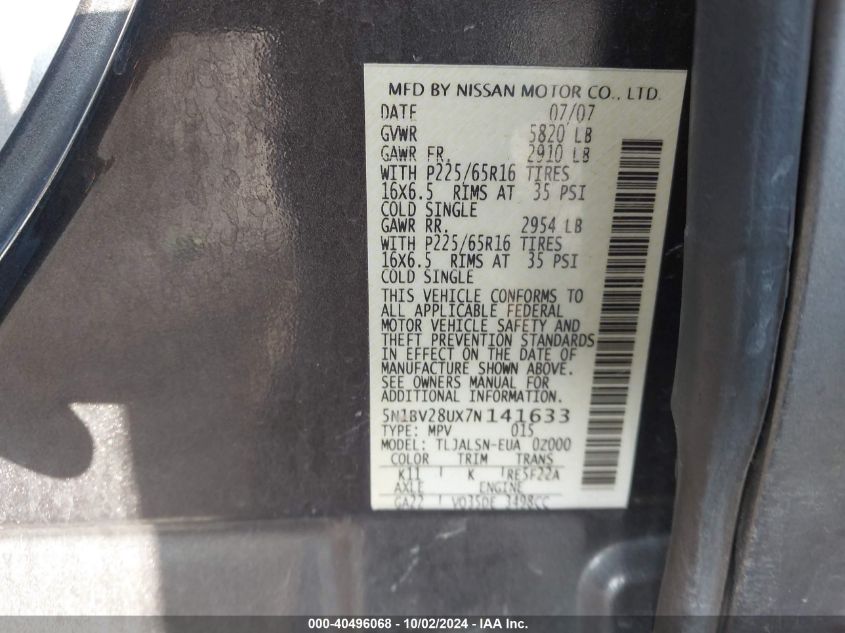 MFD BY NISSAN MOTOR CO., LTD.
DATE 07/07
GVWR 5820 LB
GAWR FR. 2910 LB
WITH P225/65R16 TIRES
16X6.5 RIMS AT 35 PSI
COLD SINGLE
GAWR RR. 2954 LB
WITH P225/65R16 TIRES
16X6.5 RIMS AT 35 PSI
COLD SINGLE
THIS VEHICLE CONFORMS TO
ALL APPLICABLE FEDERAL
MOTOR VEHICLE SAFETY AND
THEFT PREVENTION STANDARDS
IN EFFECT ON THE DATE OF
MANUFACTURE SHOWN ABOVE.
SEE OWNERS MANUAL FOR
ADDITIONAL INFORMATION.
5N1BV28UX7N141633
TYPE: MPV 015
MODEL: TLJALSN-EUA 0Z000
COLOR TRIM TRANS
K11 K RE5F22A
AXLE ENGINE
GA22 VQ35DE 3498CC
000-40496068 - 10/02/2024 - IAA Inc.